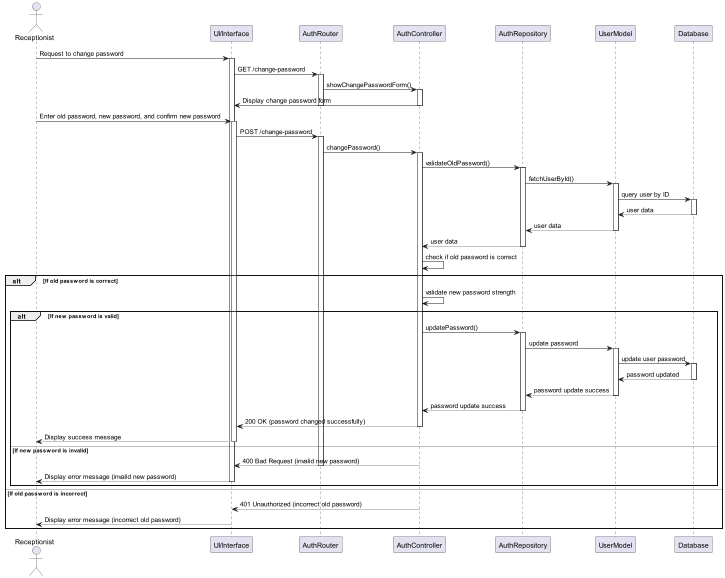 Receptionist
UI/Interface
AuthRouter
AuthController
AuthRepository
UserModel
Database
Request to change password
GET /change-password
showChangePasswordForm()
Display change password form
Enter old password, new password, and confirm new password
POST /change-password
changePassword()
validateOldPassword()
fetchUserById()
query user by ID
user data
user data
user data
check if old password is correct
alt [If old password is correct]
validate new password strength
alt [If new password is valid]
updatePassword()
update password
update user password
password updated
password update success
password update success
200 OK (password changed successfully)
Display success message
[If new password is invalid]
400 Bad Request (invalid new password)
Display error message (invalid new password)
[If old password is incorrect]
401 Unauthorized (incorrect old password)
Display error message (incorrect old password)
Receptionist
UI/Interface
AuthRouter
AuthController
AuthRepository
UserModel
Database